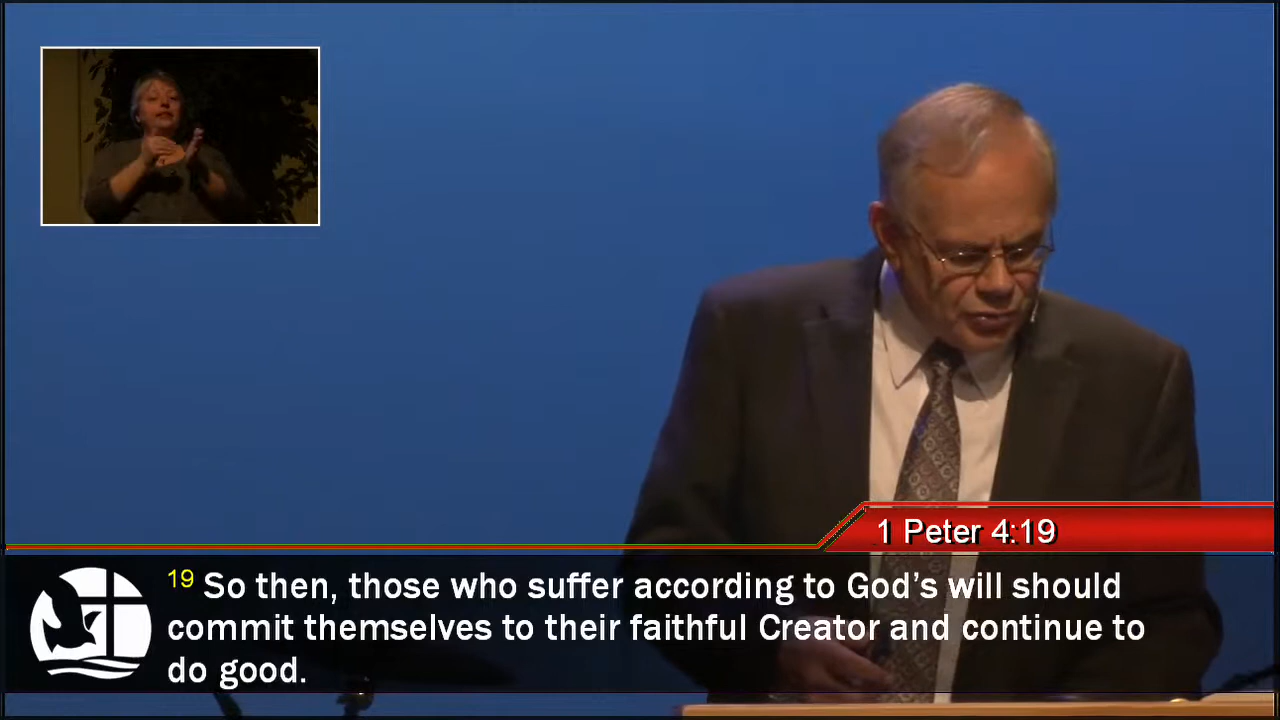 1 Peter 4:19
19 So then, those who suffer according to God’s will should
commit themselves to their faithful Creator and continue to
do good.